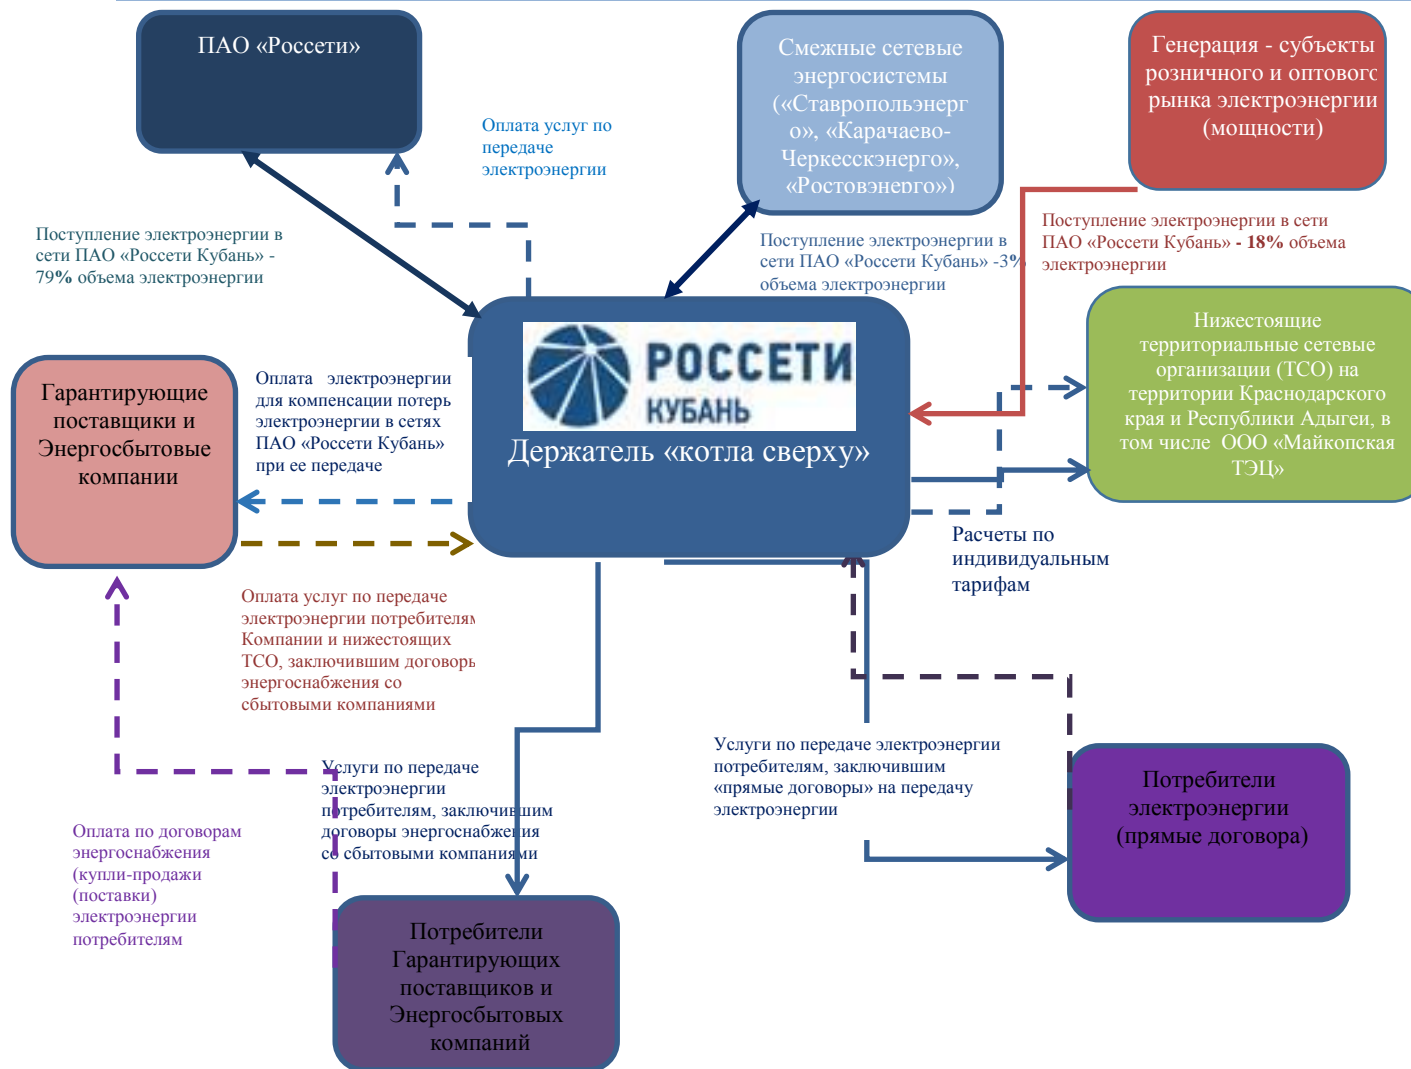 ПАО «Россети»
Смежные сетевые
энергосистемы
(«Ставропольэнерг
о», «Карачаево-
Черкесскэнерго»,
«Ростовэнерго»)
Генерация - субъекты
розничного и оптового
рынка электроэнергии
(мощности)
Оплата услуг по
передаче
электроэнергии
Поступление электроэнергии в
сети ПАО «Россети Кубань» -
79% объема электроэнергии
Поступление электроэнергии в
сети ПАО «Россети Кубань» -3%
объема электроэнергии
Поступление электроэнергии в сети
ПАО «Россети Кубань» - 18% объема
электроэнергии
РОССЕТИ
КУБАНЬ
Держатель «котла сверху»
Нижестоящие
территориальные сетевые
организации (ТСО) на
территории Краснодарского
края и Республики Адыгеи, в
том числе ООО «Майкопская
ТЭЦ»
Гарантирующие
поставщики и
Энергосбытовые
компании
Оплата электроэнергии
для компенсации потерь
электроэнергии в сетях
ПАО «Россети Кубань»
при ее передаче
Расчеты по
индивидуальным
тарифам
Оплата услуг по передаче
электроэнергии потребителям
Компании и нижестоящих
ТСО, заключившим договоры
энергоснабжения со
сбытовыми компаниями
Услуги по передаче
электроэнергии
потребителям, заключившим
договоры энергоснабжения
со сбытовыми компаниями
Услуги по передаче электроэнергии
потребителям, заключившим
«прямые договоры» на передачу
электроэнергии
Потребители
электроэнергии
(прямые договора)
Оплата по договорам
энергоснабжения
(купли-продажи
(поставки)
электроэнергии
потребителям
Потребители
Гарантирующих
поставщиков и
Энергосбытовых
компаний